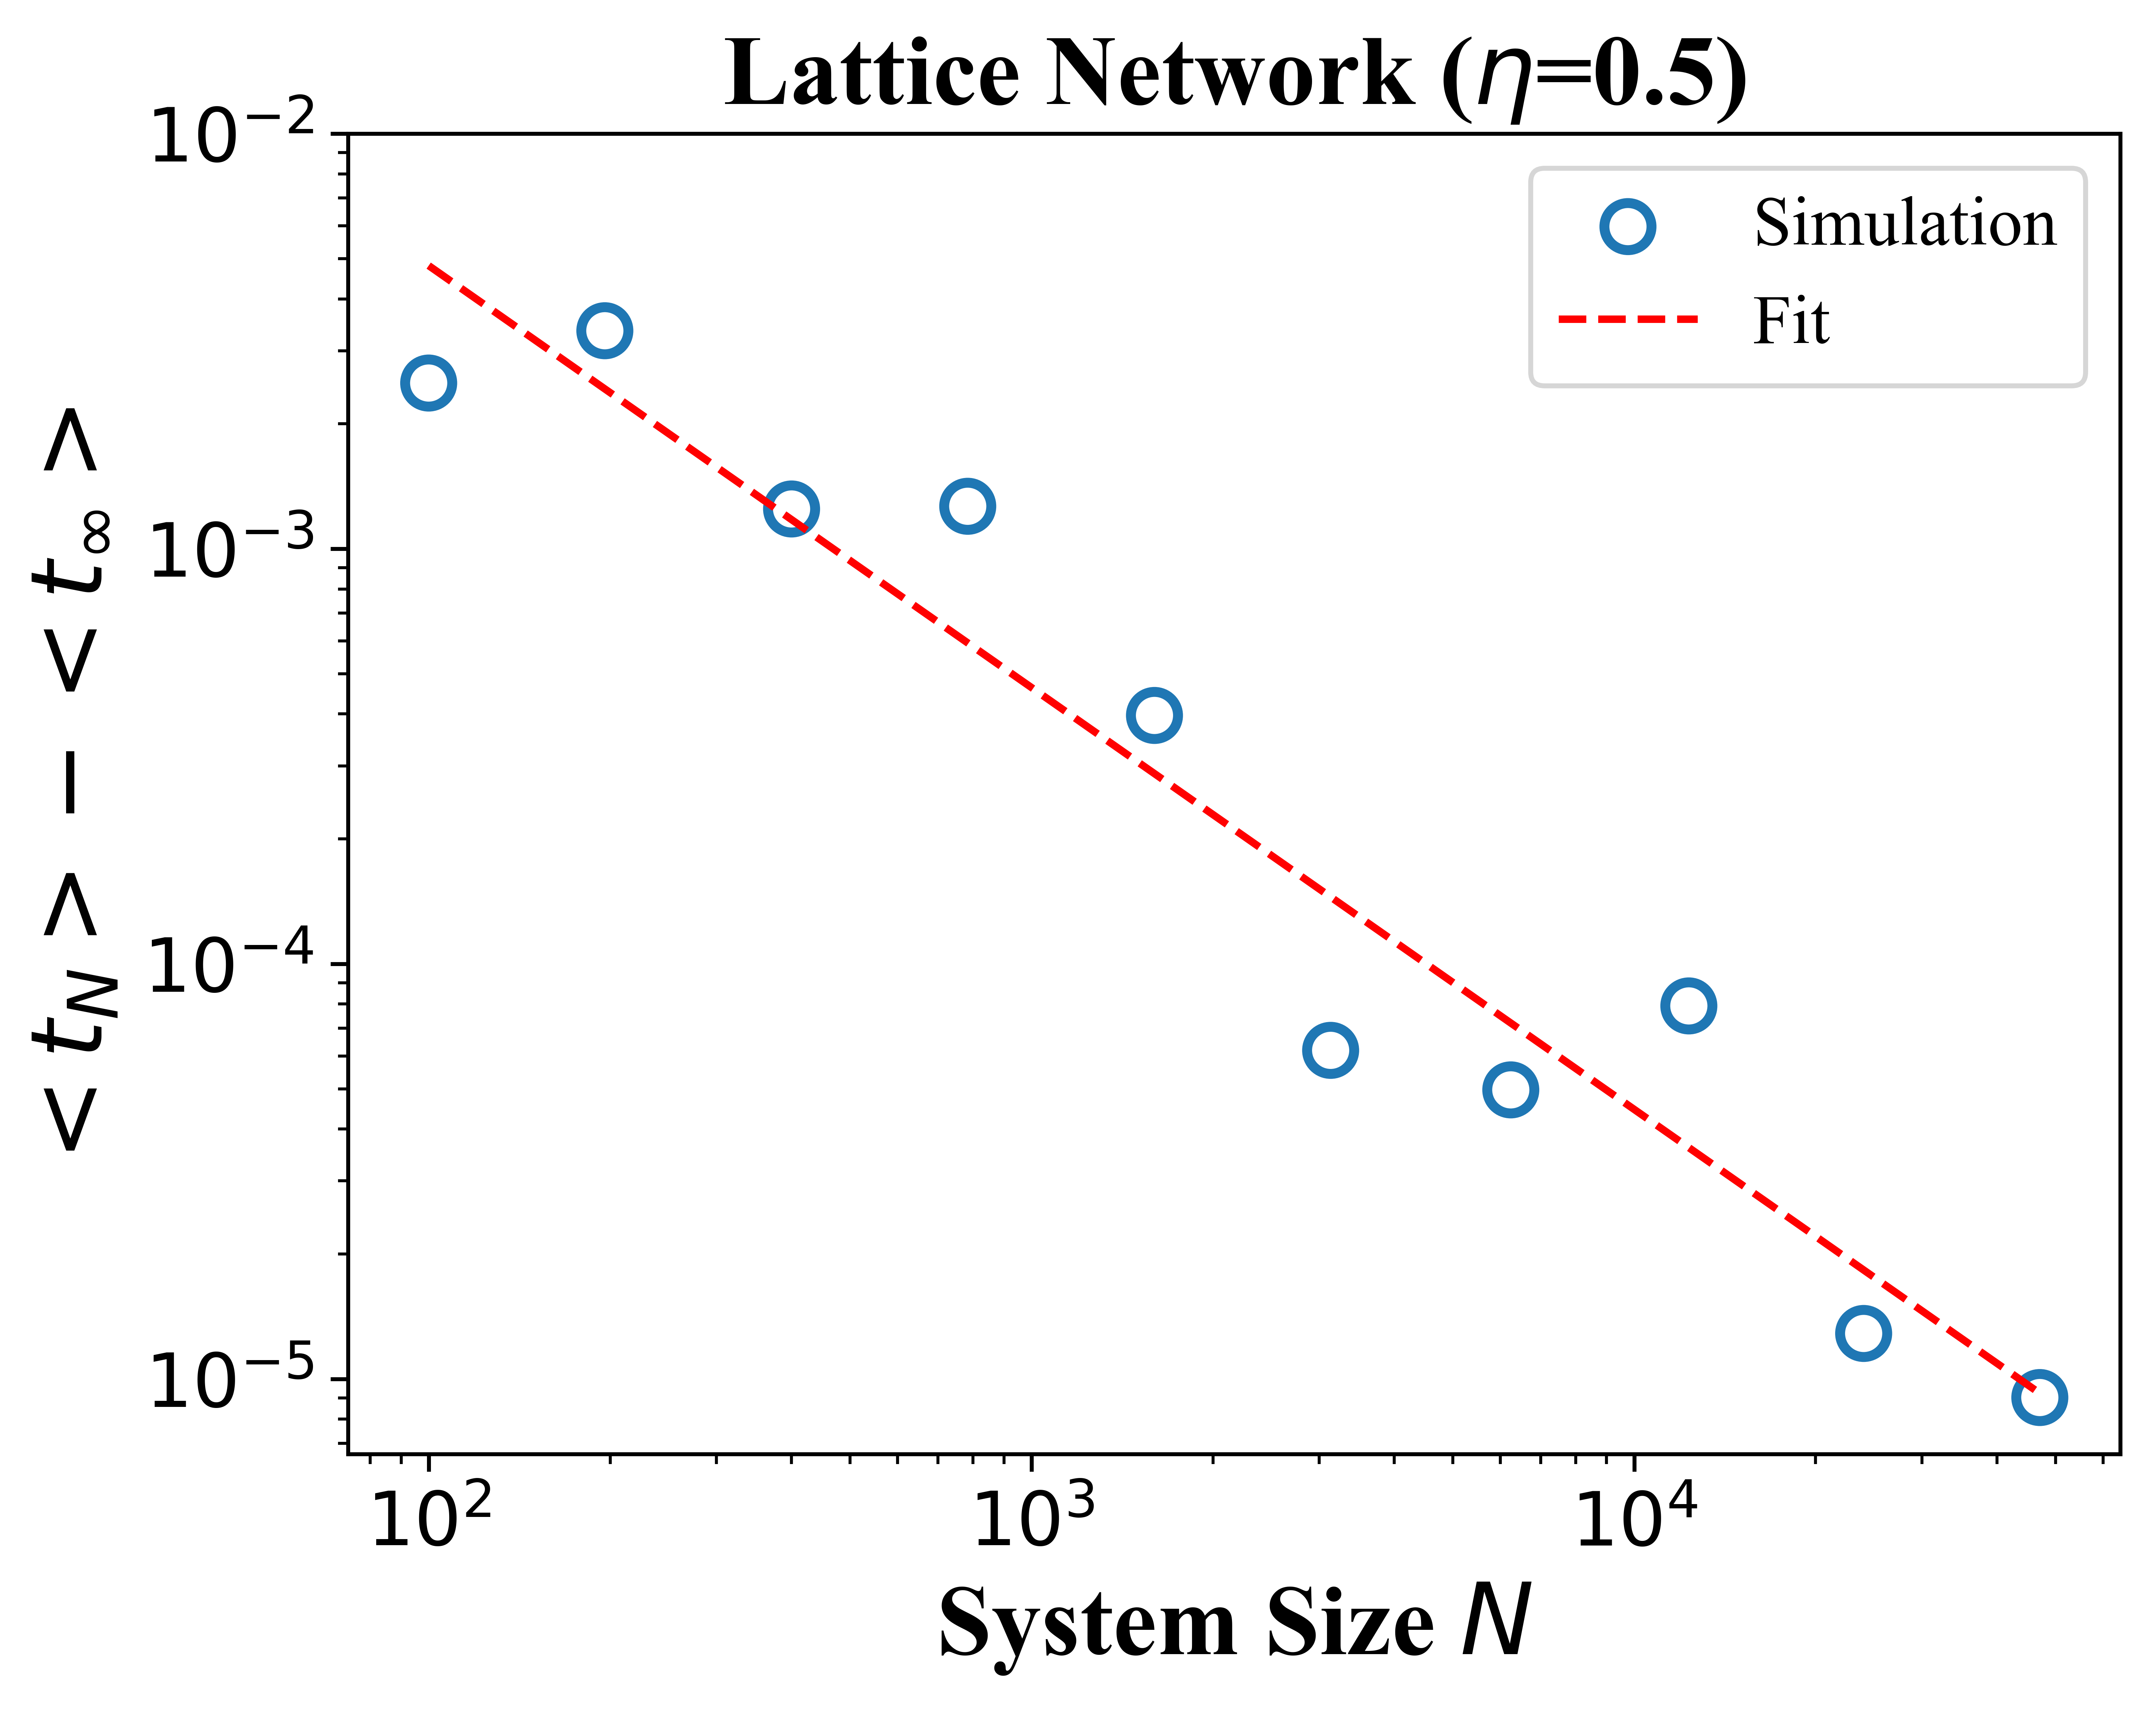 Lattice Network (η=0.5)
Simulation
Fit
< t_N > − < t_∞ >
10⁻²
10⁻³
10⁻⁴
10⁻⁵
10² 10³ 10⁴
System Size N